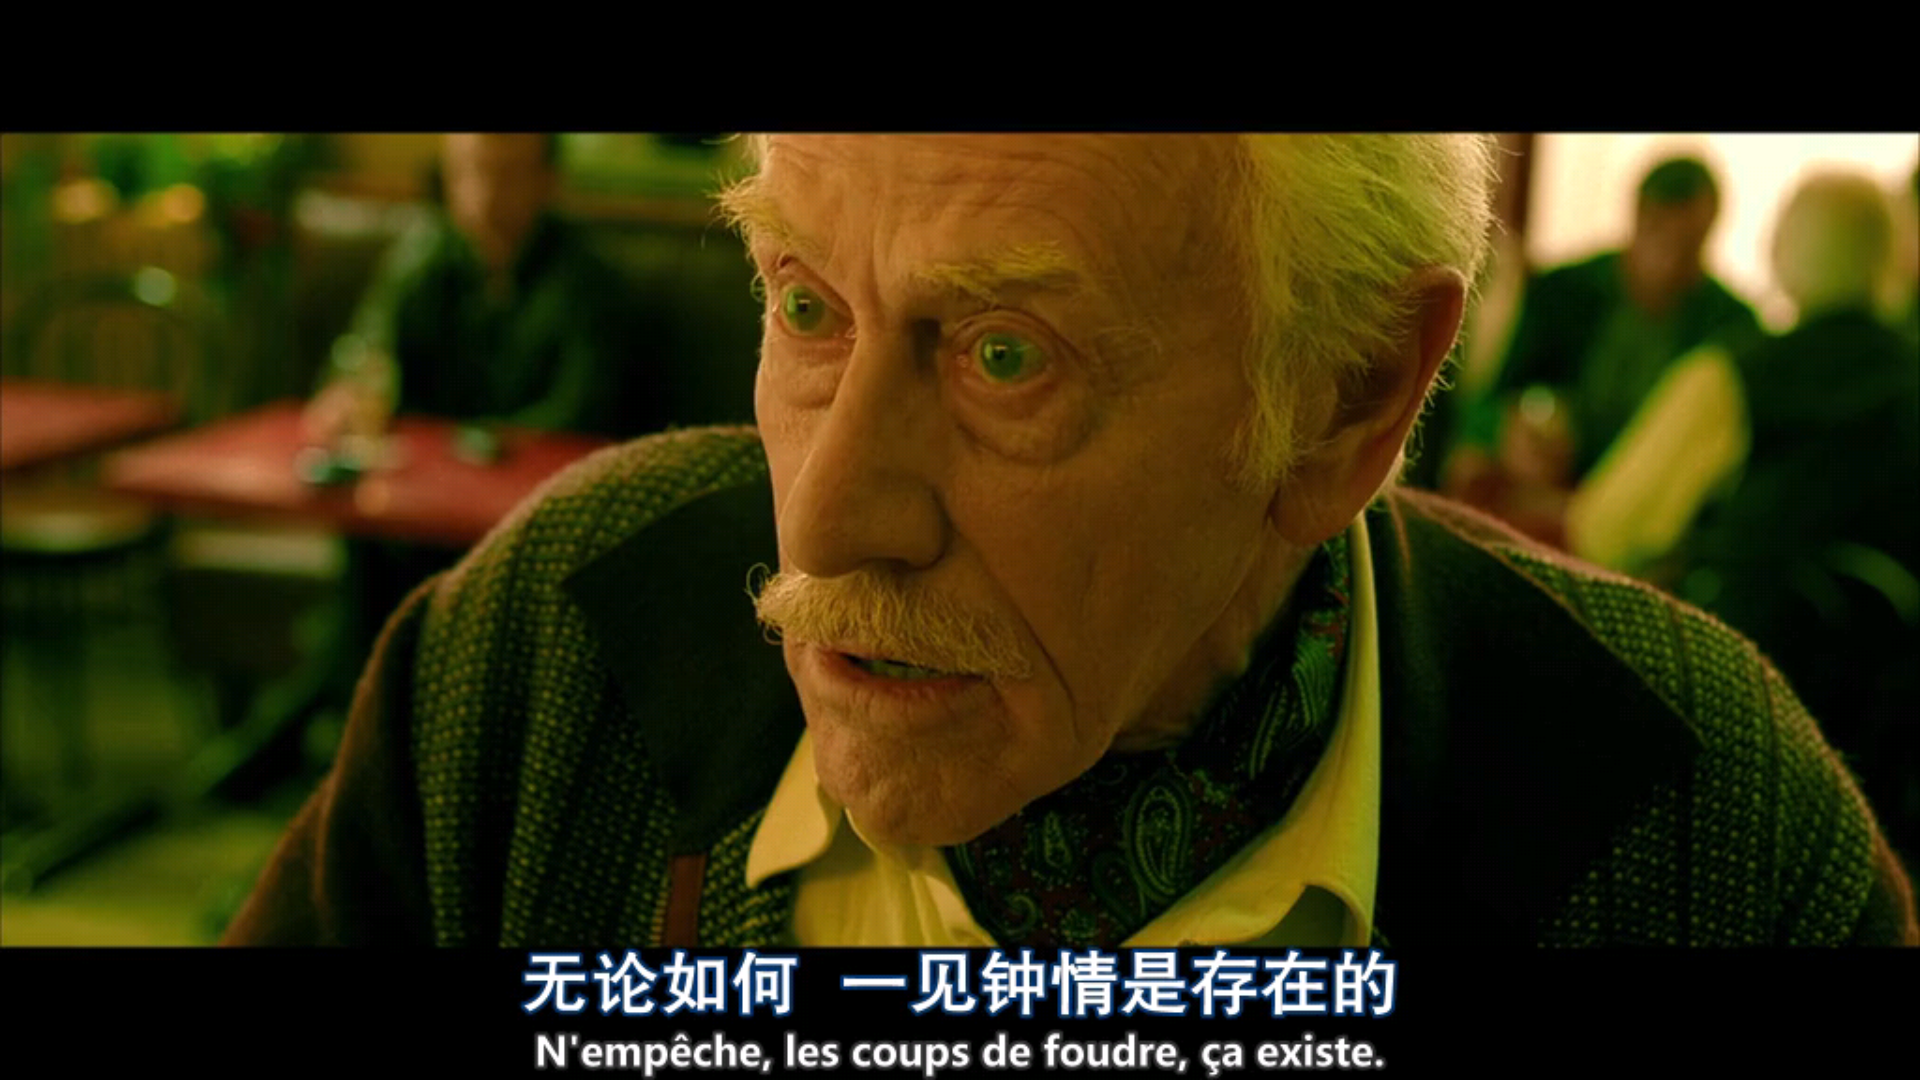 无论如何 一见钟情是存在的
N'empêche, les coups de foudre, ça existe.